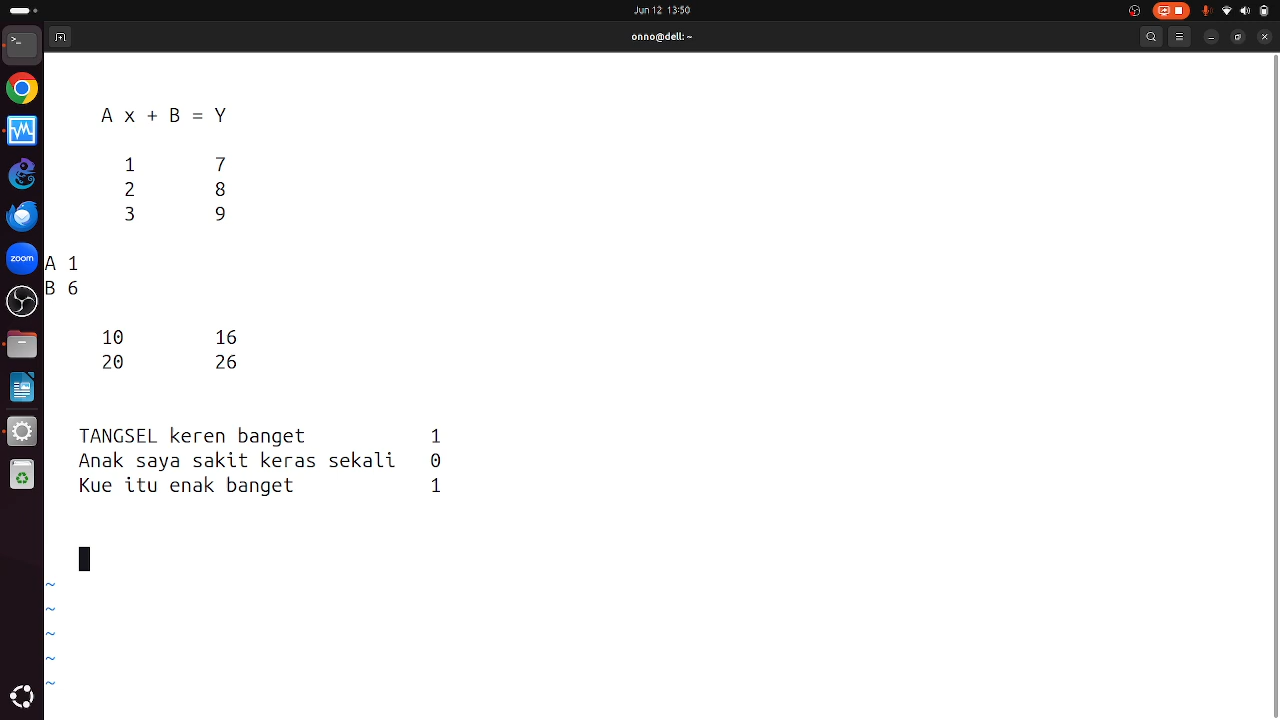 Jun 12 13:50
onno@dell: ~
A x + B = Y
1 7
2 8
3 9
A 1
B 6
10 16
20 26
TANGSEL keren banget 1
Anak saya sakit keras sekali 0
Kue itu enak banget 1
~
~
~
~
~
zoom